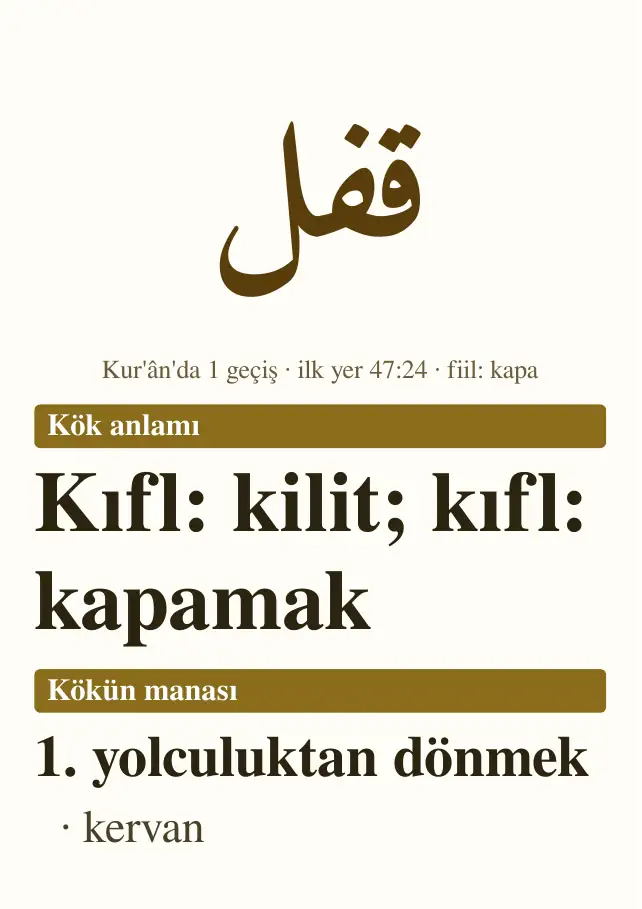 قفل
Kur'ân'da 1 geçiş · ilk yer 47:24 · fiil: kapa
Kök anlamı
Kıfl: kilit; kıfl:
kapamak
Kökün manası
1. yolculuktan dönmek
· kervan